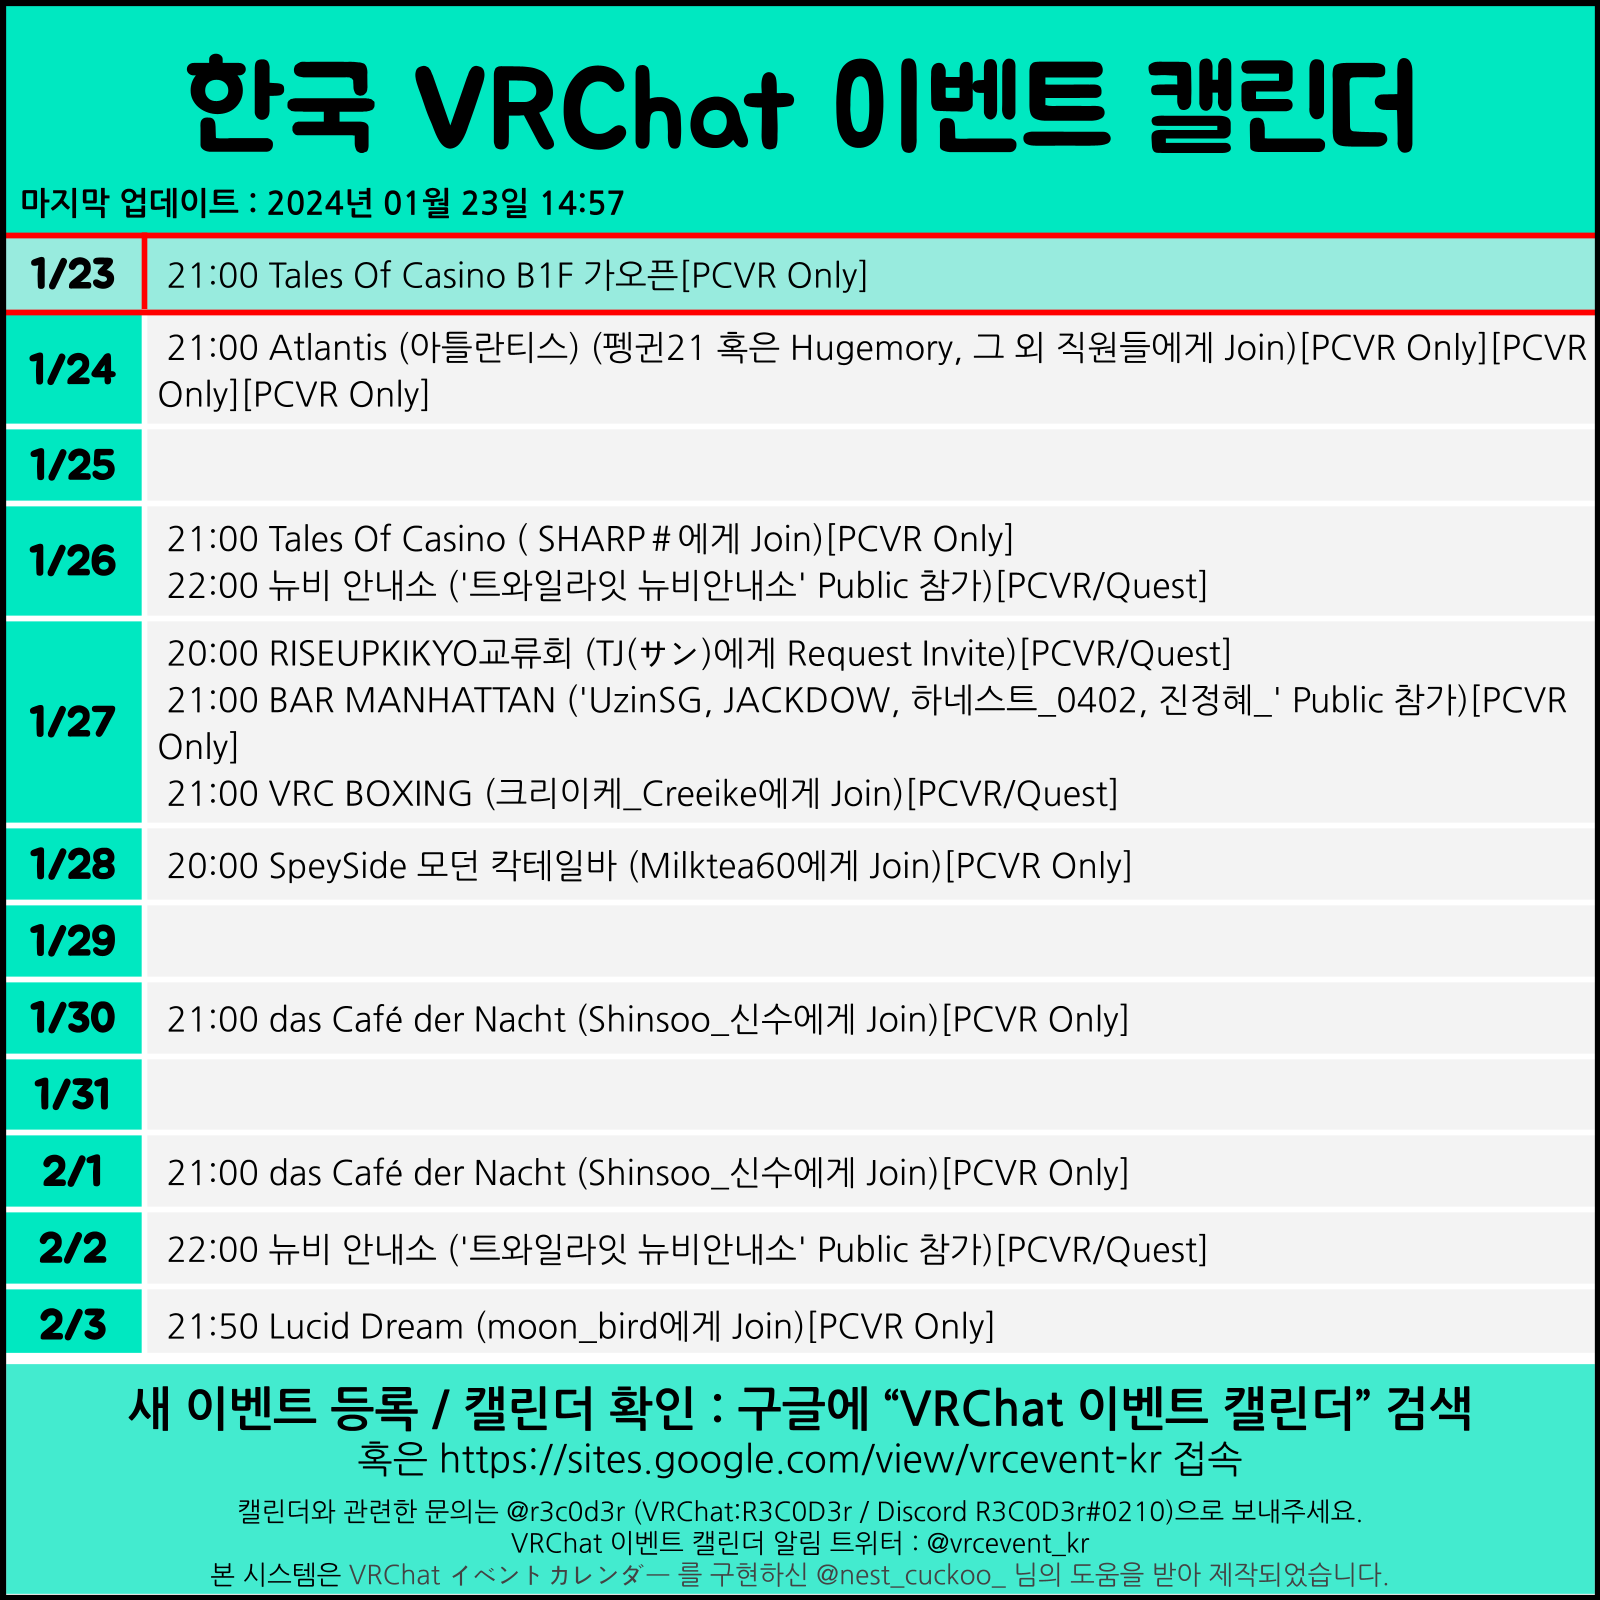 한국 VRChat 이벤트 캘린더
마지막 업데이트 : 2024년 01월 23일 14:57
1/23 21:00 Tales Of Casino B1F 가오픈[PCVR Only]
1/24 21:00 Atlantis (아틀란티스) (펭귄21 혹은 Hugemory, 그 외 직원들에게 Join)[PCVR Only][PCVR
Only][PCVR Only]
1/25
1/26 21:00 Tales Of Casino ( SHARP#에게 Join)[PCVR Only]
22:00 뉴비 안내소 ('트와일라잇 뉴비안내소' Public 참가)[PCVR/Quest]
1/27 20:00 RISEUPKIKYO교류회 (TJ(サン)에게 Request Invite)[PCVR/Quest]
21:00 BAR MANHATTAN ('UzinSG, JACKDOW, 하네스트_0402, 진정혜_' Public 참가)[PCVR
Only]
21:00 VRC BOXING (크리이케_Creeike에게 Join)[PCVR/Quest]
1/28 20:00 SpeySide 모던 칵테일바 (Milktea60에게 Join)[PCVR Only]
1/29
1/30 21:00 das Café der Nacht (Shinsoo_신수에게 Join)[PCVR Only]
1/31
2/1 21:00 das Café der Nacht (Shinsoo_신수에게 Join)[PCVR Only]
2/2 22:00 뉴비 안내소 ('트와일라잇 뉴비안내소' Public 참가)[PCVR/Quest]
2/3 21:50 Lucid Dream (moon_bird에게 Join)[PCVR Only]
새 이벤트 등록 / 캘린더 확인 : 구글에 “VRChat 이벤트 캘린더” 검색
혹은 https://sites.google.com/view/vrcevent-kr 접속
캘린더와 관련한 문의는 @r3c0d3r (VRChat:R3C0D3r / Discord R3C0D3r#0210)으로 보내주세요.
VRChat 이벤트 캘린더 알림 트위터 : @vrcevent_kr
본 시스템은 VRChat イベントカレンダー 를 구현하신 @nest_cuckoo_ 님의 도움을 받아 제작되었습니다.